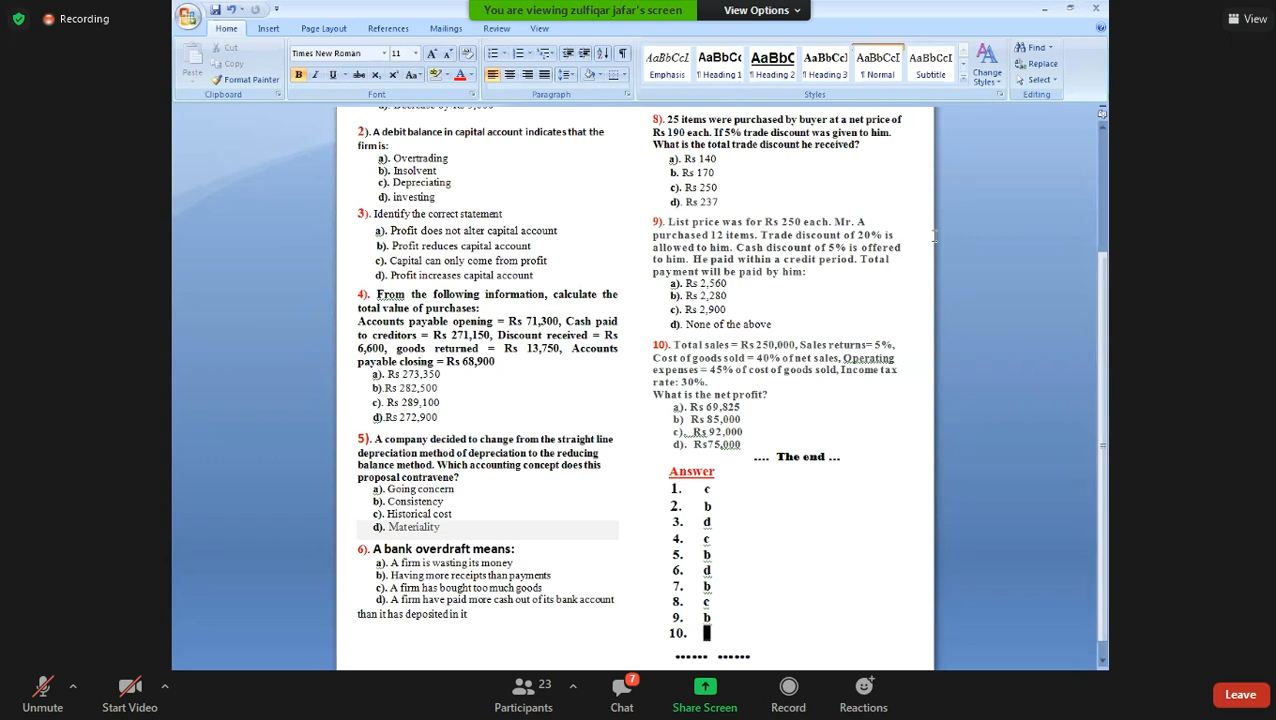 Recording
You are viewing zulfiqar jafar's screen
View Options
View
Home
Insert
Page Layout
References
Mailings
Review
View
Paste
Cut
Copy
Format Painter
Clipboard
Times New Roman
11
Font
Paragraph
AaBbCcI
Emphasis
AaBbCc
¶ Heading 1
AaBbCc
¶ Heading 2
AaBbCcI
¶ Heading 3
AaBbCcI
¶ Normal
AaBbCcI
Subtitle
Change
Styles
Styles
Find
Replace
Select
Editing
2). A debit balance in capital account indicates that the
firm is:
a). Overtrading
b). Insolvent
c). Depreciating
d). investing
3). Identify the correct statement
a). Profit does not alter capital account
b). Profit reduces capital account
c). Capital can only come from profit
d). Profit increases capital account
4). From the following information, calculate the
total value of purchases:
Accounts payable opening = Rs 71,300, Cash paid
to creditors = Rs 271,150, Discount received = Rs
6,600, goods returned = Rs 13,750, Accounts
payable closing = Rs 68,900
a). Rs 273,350
b).Rs 282,500
c). Rs 289,100
d).Rs 272,900
5). A company decided to change from the straight line
depreciation method of depreciation to the reducing
balance method. Which accounting concept does this
proposal contravene?
a). Going concern
b). Consistency
c). Historical cost
d). Materiality
6). A bank overdraft means:
a). A firm is wasting its money
b). Having more receipts than payments
c). A firm has bought too much goods
d). A firm have paid more cash out of its bank account
than it has deposited in it
8). 25 items were purchased by buyer at a net price of
Rs 190 each. If 5% trade discount was given to him.
What is the total trade discount he received?
a). Rs 140
b. Rs 170
c). Rs 250
d). Rs 237
9). List price was for Rs 250 each. Mr. A
purchased 12 items. Trade discount of 20% is
allowed to him. Cash discount of 5% is offered
to him. He paid within a credit period. Total
payment will be paid by him:
a). Rs 2,560
b). Rs 2,280
c). Rs 2,900
d). None of the above
10). Total sales = Rs 250,000, Sales returns= 5%,
Cost of goods sold = 40% of net sales, Operating
expenses = 45% of cost of goods sold, Income tax
rate: 30%.
What is the net profit?
a). Rs 69,825
b) Rs 85,000
c). Rs 92,000
d). Rs75,000
.... The end ...
Answer
1. c
2. b
3. d
4. c
5. b
6. d
7. b
8. c
9. b
10.
...... ......
Unmute
Start Video
23
Participants
7
Chat
Share Screen
Record
Reactions
Leave